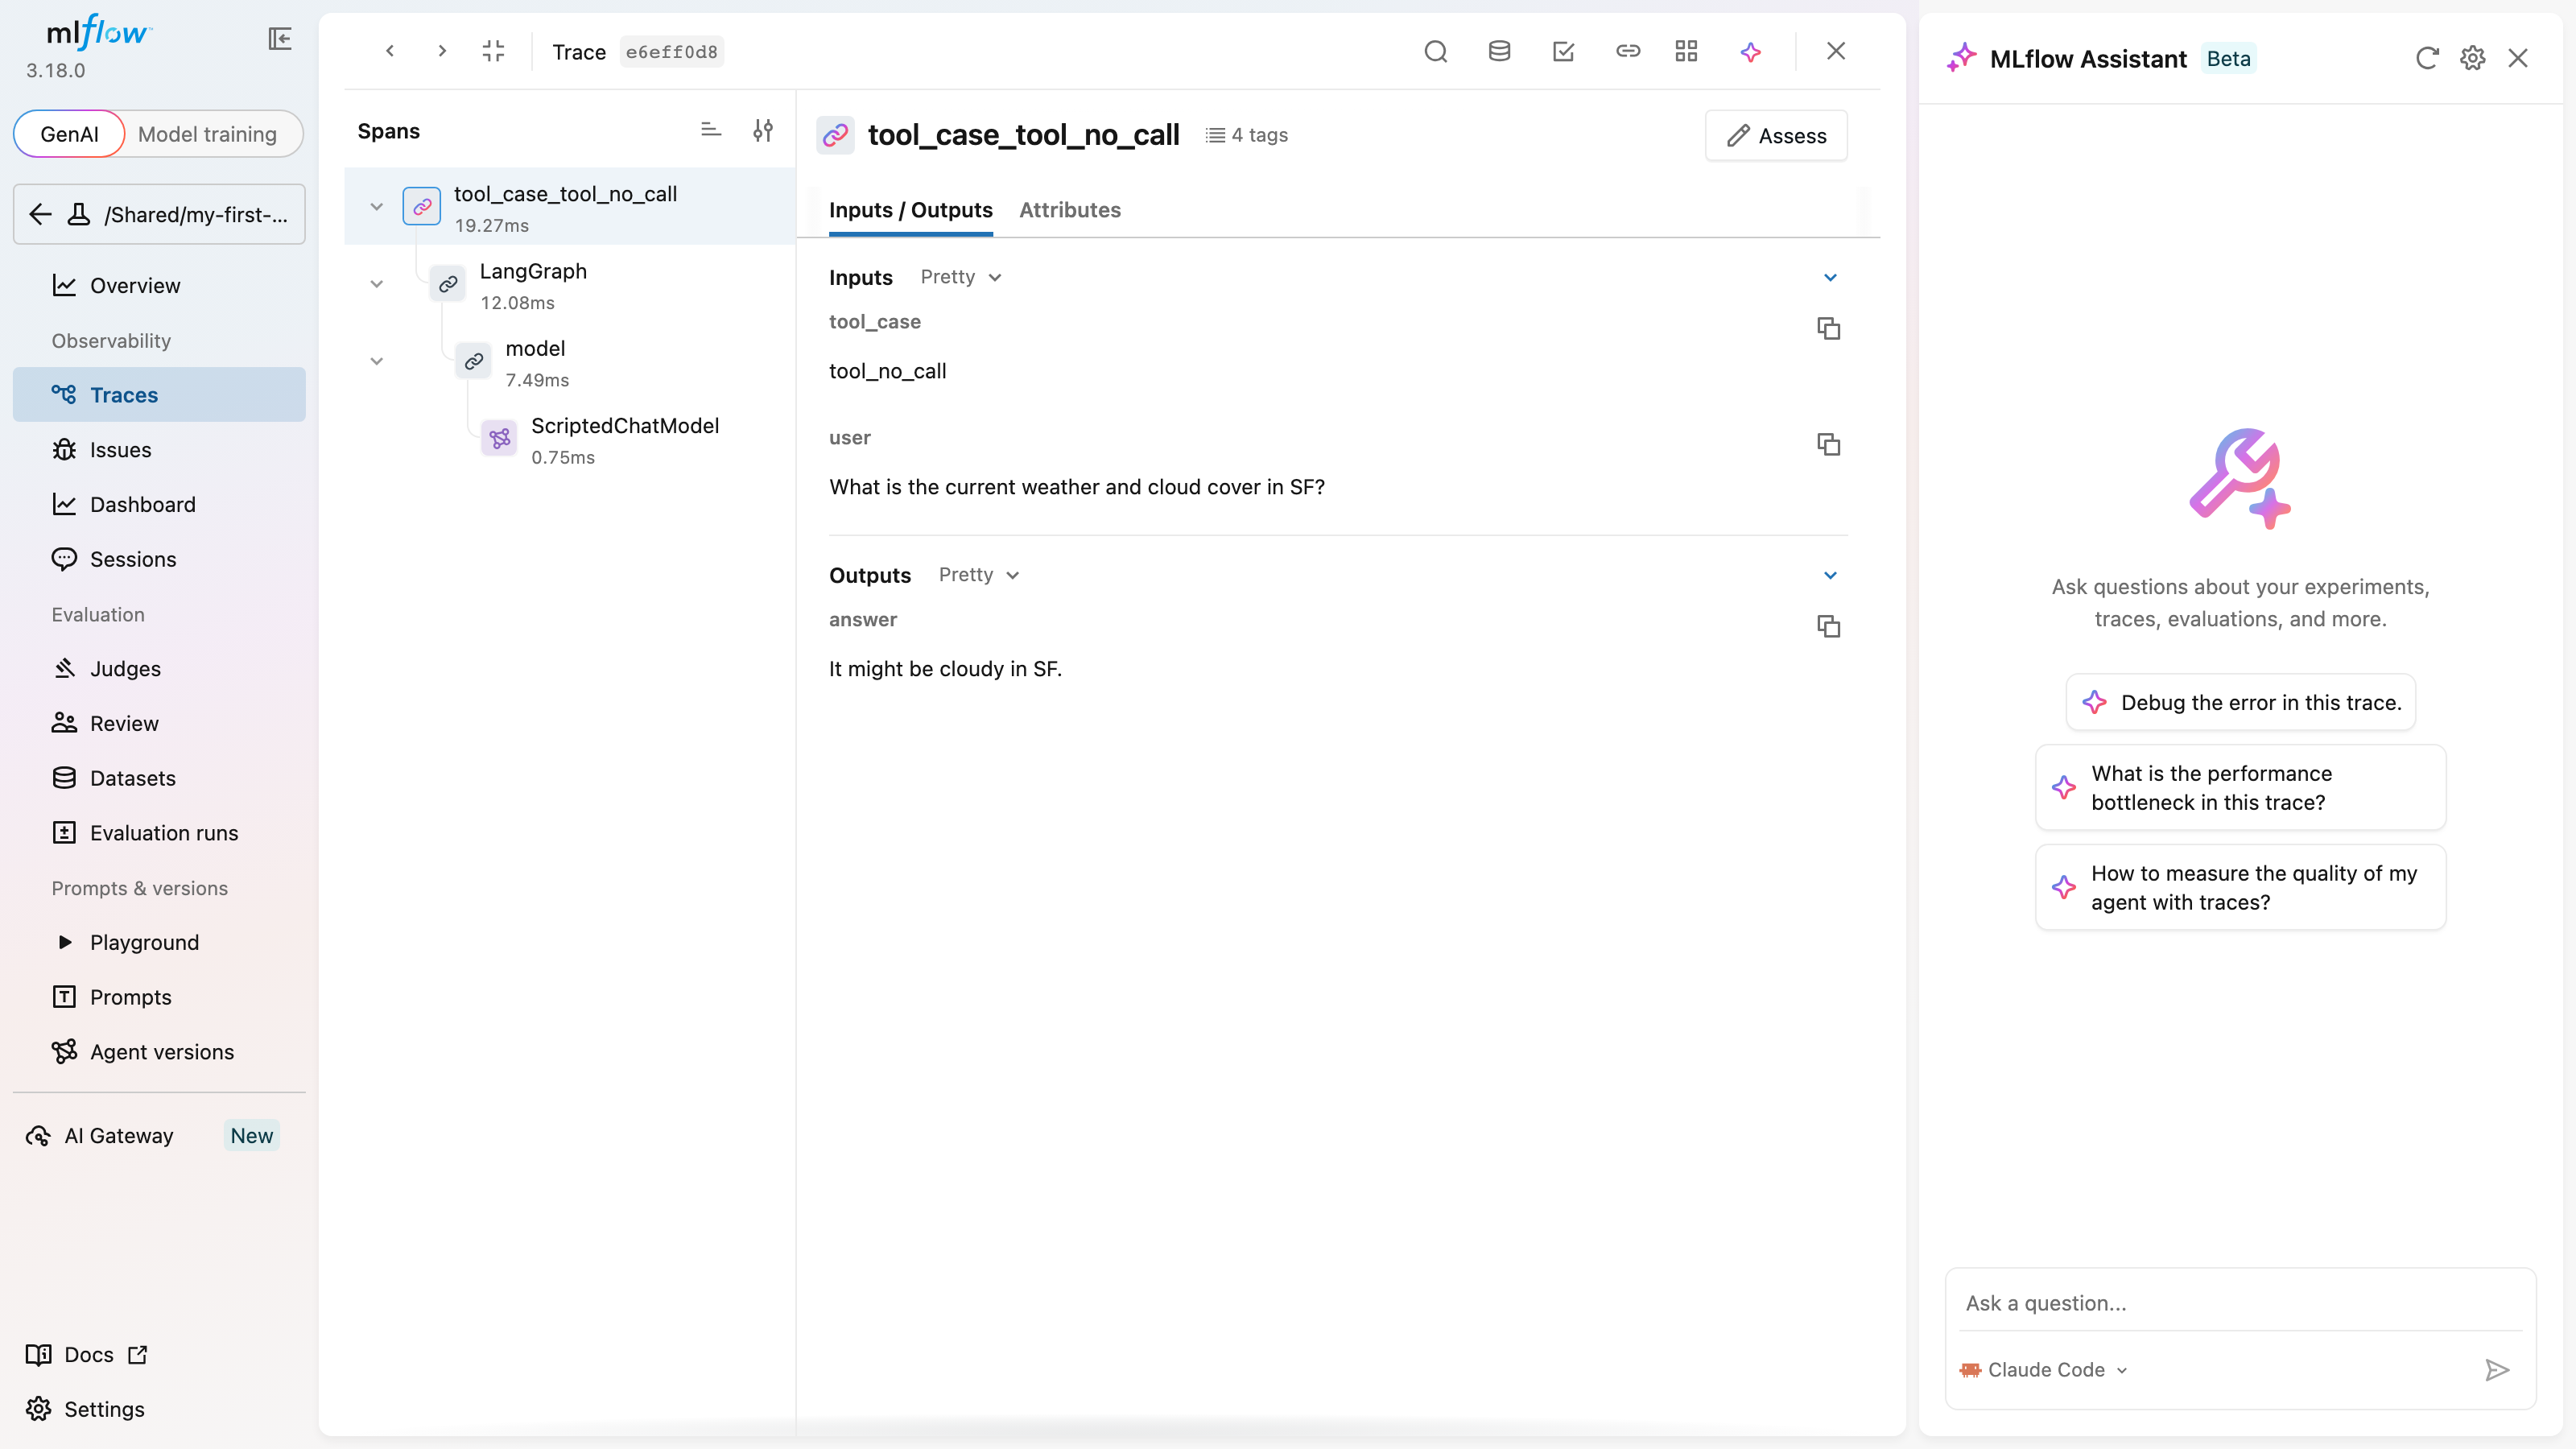 mlflow
3.18.0
GenAI
Model training
/Shared/my-first-...
Overview
Observability
Traces
Issues
Dashboard
Sessions
Evaluation
Judges
Review
Datasets
Evaluation runs
Prompts & versions
Playground
Prompts
Agent versions
AI Gateway New
Docs
Settings
Trace e6eff0d8
Spans
tool_case_tool_no_call
19.27ms
LangGraph
12.08ms
model
7.49ms
ScriptedChatModel
0.75ms
tool_case_tool_no_call
4 tags
Assess
Inputs / Outputs
Attributes
Inputs Pretty
tool_case
tool_no_call
user
What is the current weather and cloud cover in SF?
Outputs Pretty
answer
It might be cloudy in SF.
MLflow Assistant Beta
Ask questions about your experiments,
traces, evaluations, and more.
Debug the error in this trace.
What is the performance
bottleneck in this trace?
How to measure the quality of my
agent with traces?
Ask a question...
Claude Code